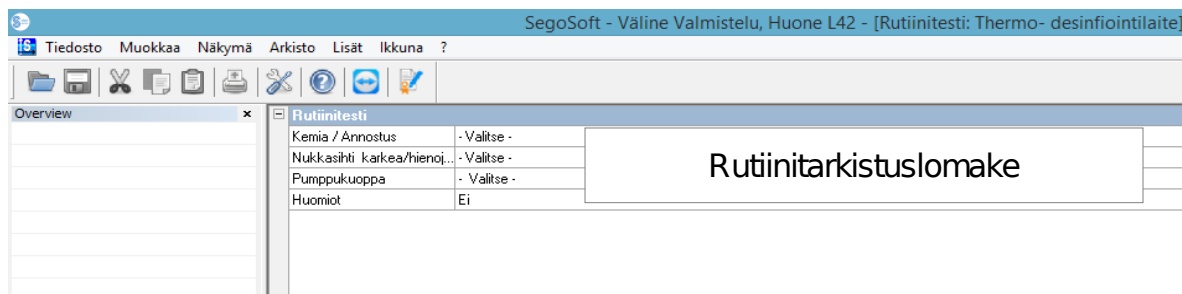 SegoSoft - Väline Valmistelu, Huone L42 - [Rutiinitesti: Thermo- desinfiointilaite]
Tiedosto Muokkaa Näkymä Arkisto Lisät Ikkuna ?
Overview
Rutiinitesti
Kemia / Annostus - Valitse -
Nukkasihti karkea/hienoj... - Valitse -
Pumppukuoppa - Valitse -
Huomiot Ei
Rutiinitarkistuslomake